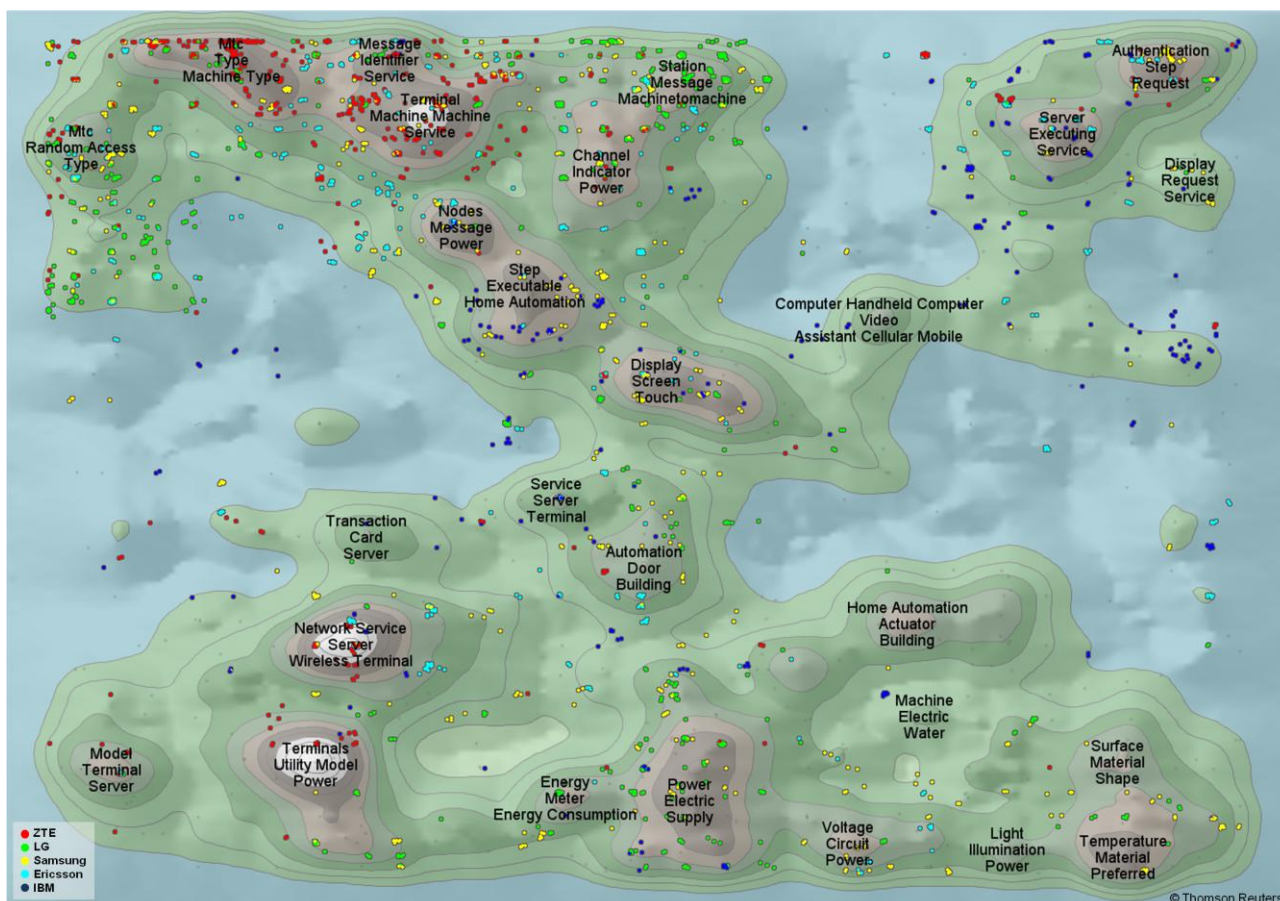 Mtc
Type
Machine Type
Message
Identifier
Service
Terminal
Machine Machine
Service
Station
Message
Machinetomachine
Authentication
Step
Request
Mtc
Random Access
Type
Channel
Indicator
Power
Server
Executing
Service
Display
Request
Service
Nodes
Message
Power
Step
Executable
Home Automation
Computer Handheld Computer
Video
Assistant Cellular Mobile
Display
Screen
Touch
Service
Server
Terminal
Transaction
Card
Server
Automation
Door
Building
Network Service
Server
Wireless Terminal
Home Automation
Actuator
Building
Machine
Electric
Water
Model
Terminal
Server
Terminals
Utility Model
Power
Energy
Meter
Energy Consumption
Power
Electric
Supply
Surface
Material
Shape
Voltage
Circuit
Power
Light
Illumination
Power
Temperature
Material
Preferred
ZTE
LG
Samsung
Ericsson
IBM
© Thomson Reuters